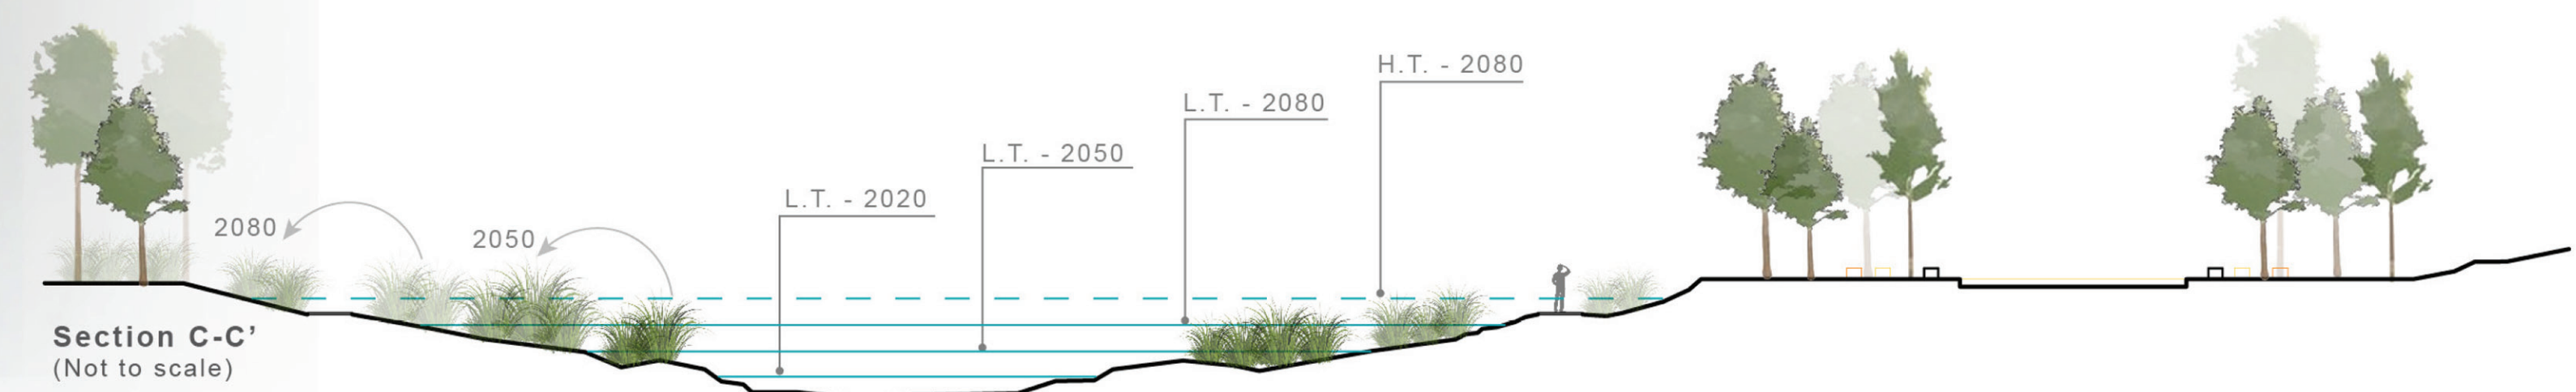 H.T. - 2080
L.T. - 2080
L.T. - 2050
L.T. - 2020
2080
2050
Section C-C’
(Not to scale)